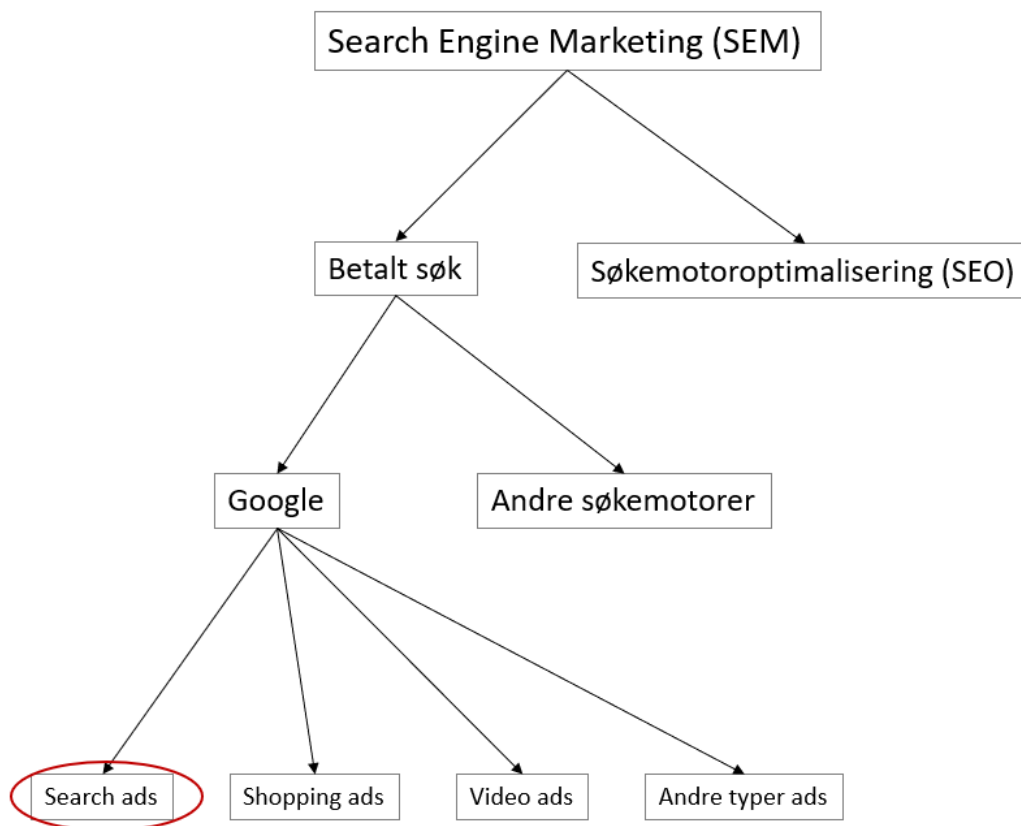 Search Engine Marketing (SEM)
Betalt søk
Søkemotoroptimalisering (SEO)
Google
Andre søkemotorer
Search ads
Shopping ads
Video ads
Andre typer ads